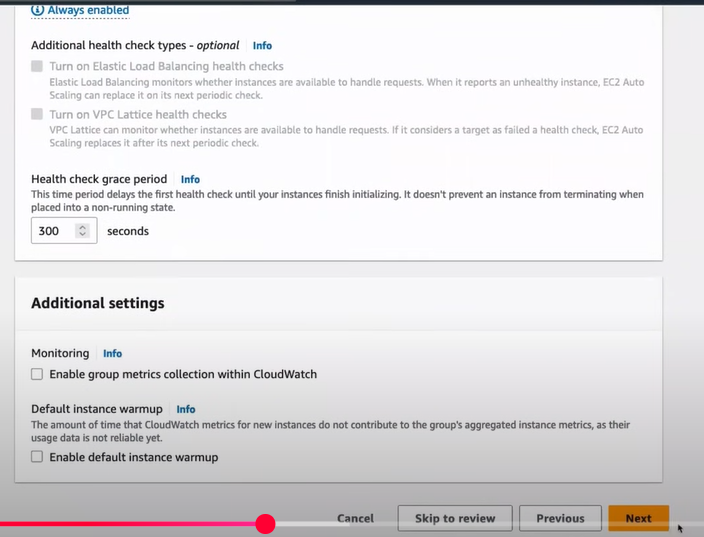 Always enabled
Additional health check types - optional Info
Turn on Elastic Load Balancing health checks
Elastic Load Balancing monitors whether instances are available to handle requests. When it reports an unhealthy instance, EC2 Auto
Scaling can replace it on its next periodic check.
Turn on VPC Lattice health checks
VPC Lattice can monitor whether instances are available to handle requests. If it considers a target as failed a health check, EC2 Auto
Scaling replaces it after its next periodic check.
Health check grace period Info
This time period delays the first health check until your instances finish initializing. It doesn't prevent an instance from terminating when
placed into a non-running state.
300 seconds
Additional settings
Monitoring Info
Enable group metrics collection within CloudWatch
Default instance warmup Info
The amount of time that CloudWatch metrics for new instances do not contribute to the group's aggregated instance metrics, as their
usage data is not reliable yet.
Enable default instance warmup
Cancel Skip to review Previous Next